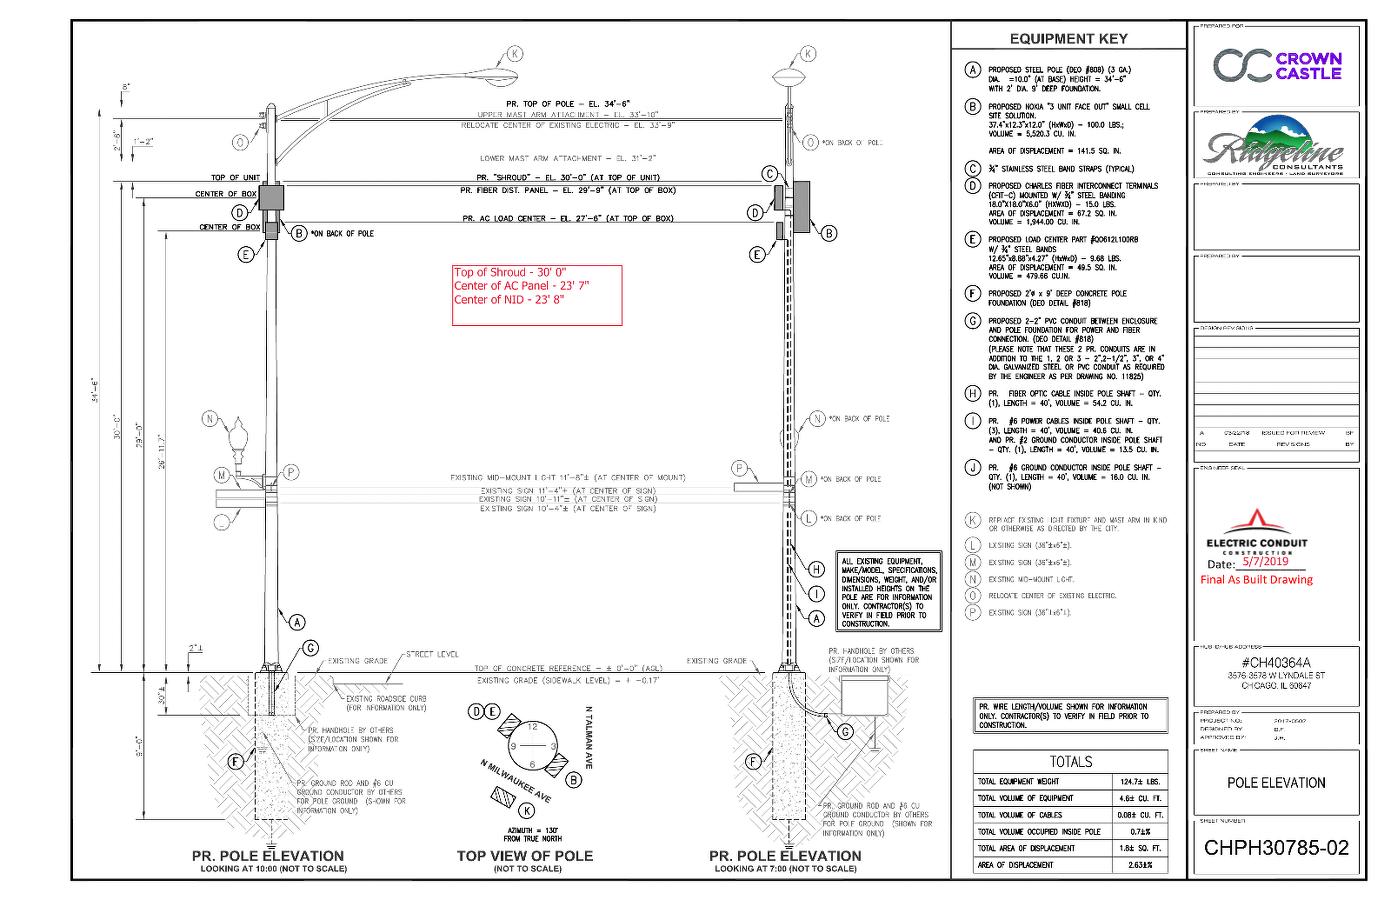 K
K
6"
PR. TOP OF POLE – EL. 34'-6"
UPPER MAST ARM ATTACHMENT – EL. 33'-10"
RELOCATE CENTER OF EXISTING ELECTRIC – EL. 33'-9"
O
O *ON BACK OF POLE
2'-8"
1'-2½"
LOWER MAST ARM ATTACHMENT – EL. 31'-2"
TOP OF UNIT
PR. "SHROUD" – EL. 30'-0" (AT TOP OF UNIT)
C
CENTER OF BOX
PR. FIBER DIST. PANEL – EL. 29'-9" (AT TOP OF BOX)
D
D
PR. AC LOAD CENTER – EL. 27'-6" (AT TOP OF BOX)
CENTER OF BOX
B *ON BACK OF POLE
B
E
E
Top of Shroud - 30' 0"
Center of AC Panel - 23' 7"
Center of NID - 23' 8"
34'-6"
30'-0"
29'-0"
26'-11.7"
N
N *ON BACK OF POLE
M
P
P
EXISTING MID-MOUNT LIGHT 11'-8"± (AT CENTER OF MOUNT)
M *ON BACK OF POLE
EXISTING SIGN 11'-4"± (AT CENTER OF SIGN)
EXISTING SIGN 10'-11"± (AT CENTER OF SIGN)
EXISTING SIGN 10'-4"± (AT CENTER OF SIGN)
L
L *ON BACK OF POLE
ALL EXISTING EQUIPMENT,
MAKE/MODEL, SPECIFICATIONS,
DIMENSIONS, WEIGHT, AND/OR
INSTALLED HEIGHTS ON THE
POLE ARE FOR INFORMATION
ONLY. CONTRACTOR(S) TO
VERIFY IN FIELD PRIOR TO
CONSTRUCTION.
H
I
A
A
G
2"±
EXISTING GRADE
STREET LEVEL
TOP OF CONCRETE REFERENCE – ± 0'-0" (AGL)
EXISTING GRADE (SIDEWALK LEVEL) – ± -0.17'
EXISTING GRADE
PR. HANDHOLE BY OTHERS
(SIZE/LOCATION SHOWN FOR
INFORMATION ONLY)
30"±
EXISTING ROADSIDE CURB
(FOR INFORMATION ONLY)
PR. HANDHOLE BY OTHERS
(SIZE/LOCATION SHOWN FOR
INFORMATION ONLY)
9'-0"
F
PR. GROUND ROD AND #6 CU
GROUND CONDUCTOR BY OTHERS
FOR POLE GROUND (SHOWN FOR
INFORMATION ONLY)
D E
12
9
3
6
B
K
N TALMAN AVE
N MILWAUKEE AVE
AZIMUTH = 130°
FROM TRUE NORTH
G
F
PR. GROUND ROD AND #6 CU
GROUND CONDUCTOR BY OTHERS
FOR POLE GROUND (SHOWN FOR
INFORMATION ONLY)
PR. POLE ELEVATION
LOOKING AT 10:00 (NOT TO SCALE)
TOP VIEW OF POLE
(NOT TO SCALE)
PR. POLE ELEVATION
LOOKING AT 7:00 (NOT TO SCALE)
EQUIPMENT KEY
A PROPOSED STEEL POLE (DEO #808) (3 GA.)
DIA. =10.0" (AT BASE) HEIGHT = 34'-6"
WITH 2' DIA. 9' DEEP FOUNDATION.
B PROPOSED NOKIA "3 UNIT FACE OUT" SMALL CELL
SITE SOLUTION.
37.4"x12.3"x12.0" (HxWxD) – 100.0 LBS.;
VOLUME = 5,520.3 CU. IN.
AREA OF DISPLACEMENT = 141.5 SQ. IN.
C ¾" STAINLESS STEEL BAND STRAPS (TYPICAL)
D PROPOSED CHARLES FIBER INTERCONNECT TERMINALS
(CFIT-C) MOUNTED W/ ¾" STEEL BANDING
18.0"X18.0"X6.0" (HXWXD) – 15.0 LBS.
AREA OF DISPLACEMENT = 67.2 SQ. IN.
VOLUME = 1,944.00 CU. IN.
E PROPOSED LOAD CENTER PART #QO612L100RB
W/ ¾" STEEL BANDS
12.65"x8.88"x4.27" (HxWxD) – 9.68 LBS.
AREA OF DISPLACEMENT = 49.5 SQ. IN.
VOLUME = 479.66 CU.IN.
F PROPOSED 2'ø x 9' DEEP CONCRETE POLE
FOUNDATION (DEO DETAIL #818)
G PROPOSED 2-2" PVC CONDUIT BETWEEN ENCLOSURE
AND POLE FOUNDATION FOR POWER AND FIBER
CONNECTION. (DEO DETAIL #818)
(PLEASE NOTE THAT THESE 2 PR. CONDUITS ARE IN
ADDITION TO THE 1, 2 OR 3 – 2",2-1/2", 3", OR 4"
DIA. GALVANIZED STEEL OR PVC CONDUIT AS REQUIRED
BY THE ENGINEER AS PER DRAWING NO. 11825)
H PR. FIBER OPTIC CABLE INSIDE POLE SHAFT – QTY.
(1), LENGTH = 40', VOLUME = 54.2 CU. IN.
I PR. #6 POWER CABLES INSIDE POLE SHAFT – QTY.
(3), LENGTH = 40', VOLUME = 40.6 CU. IN.
AND PR. #2 GROUND CONDUCTOR INSIDE POLE SHAFT
– QTY. (1), LENGTH = 40', VOLUME = 13.5 CU. IN.
J PR. #6 GROUND CONDUCTOR INSIDE POLE SHAFT –
QTY. (1), LENGTH = 40', VOLUME = 16.0 CU. IN.
(NOT SHOWN)
K REPLACE EXISTING LIGHT FIXTURE AND MAST ARM IN KIND
OR OTHERWISE AS DIRECTED BY THE CITY.
L EXISTING SIGN (36"±x6"±).
M EXISTING SIGN (36"±x6"±).
N EXISTING MID-MOUNT LIGHT.
O RELOCATE CENTER OF EXISTING ELECTRIC.
P EXISTING SIGN (36"±x6"±).
PR. WIRE LENGTH/VOLUME SHOWN FOR INFORMATION
ONLY. CONTRACTOR(S) TO VERIFY IN FIELD PRIOR TO
CONSTRUCTION.
TOTALS
TOTAL EQUIPMENT WEIGHT 124.7± LBS.
TOTAL VOLUME OF EQUIPMENT 4.6± CU. FT.
TOTAL VOLUME OF CABLES 0.08± CU. FT.
TOTAL VOLUME OCCUPIED INSIDE POLE 0.7±%
TOTAL AREA OF DISPLACEMENT 1.8± SQ. FT.
AREA OF DISPLACEMENT 2.63±%
PREPARED FOR
CROWN
CASTLE
PREPARED BY
Ridgeline
CONSULTANTS
CONSULTING ENGINEERS • LAND SURVEYORS
PREPARED BY
PREPARED BY
DESIGN REVISIONS
A 03/22/18 ISSUED FOR REVIEW BF
NO DATE REVISIONS BY
ENGINEER SEAL
ELECTRIC CONDUIT
CONSTRUCTION
Date: 5/7/2019
Final As Built Drawing
HUB ID/HUB ADDRESS
#CH40364A
3576-3578 W LYNDALE ST
CHICAGO, IL 60647
PREPARED BY
PROJECT NO.:
DESIGNED BY: B.F.
APPROVED BY: J.R.
SHEET NAME
POLE ELEVATION
SHEET NUMBER
CHPH30785-02